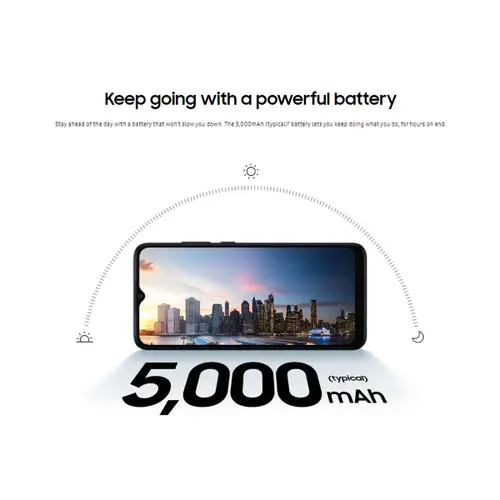 Keep going with a powerful battery
Stay ahead of the day with a battery that won't slow you down. The 5,000mAh (typical)² battery lets you keep doing what you do, for hours on end.
5,000 (typical) mAh